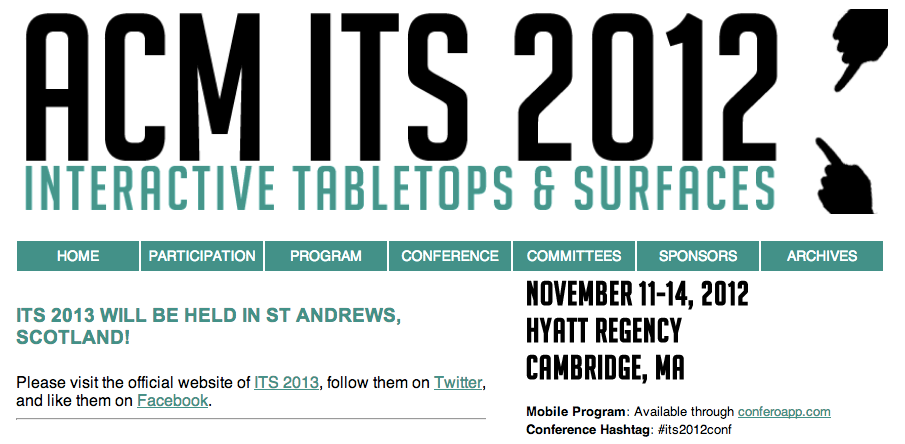 ACM ITS 2012
INTERACTIVE TABLETOPS & SURFACES
HOME PARTICIPATION PROGRAM CONFERENCE COMMITTEES SPONSORS ARCHIVES
ITS 2013 WILL BE HELD IN ST ANDREWS,
SCOTLAND!
Please visit the official website of ITS 2013, follow them on Twitter,
and like them on Facebook.
NOVEMBER 11-14, 2012
HYATT REGENCY
CAMBRIDGE, MA
Mobile Program: Available through conferoapp.com
Conference Hashtag: #its2012conf